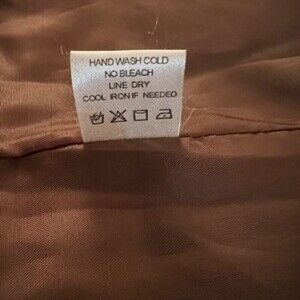 HAND WASH COLD
NO BLEACH
LINE DRY
COOL IRON IF NEEDED